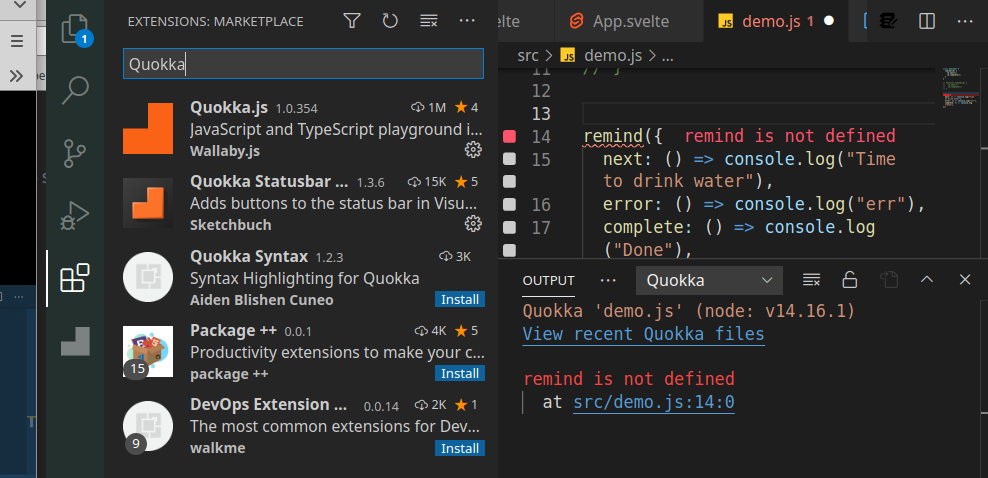 EXTENSIONS: MARKETPLACE
1
Quokka
Quokka.js 1.0.354 1M 4
JavaScript and TypeScript playground i...
Wallaby.js
Quokka Statusbar ... 1.3.6 15K 5
Adds buttons to the status bar in Visu...
Sketchbuch
Quokka Syntax 1.2.3 3K
Syntax Highlighting for Quokka
Aiden Blishen Cuneo Install
Package ++ 0.0.1 4K 5
Productivity extensions to make your c...
15
package ++ Install
DevOps Extension ... 0.0.14 2K 1
The most common extensions for Dev...
9
walkme Install
elte App.svelte JS demo.js 1
src > JS demo.js > ...
11 // }
12
13
14 remind({ remind is not defined
15 next: () => console.log("Time
to drink water"),
16 error: () => console.log("err"),
17 complete: () => console.log
("Done"),
OUTPUT ... Quokka
Quokka 'demo.js' (node: v14.16.1)
View recent Quokka files
remind is not defined
at src/demo.js:14:0